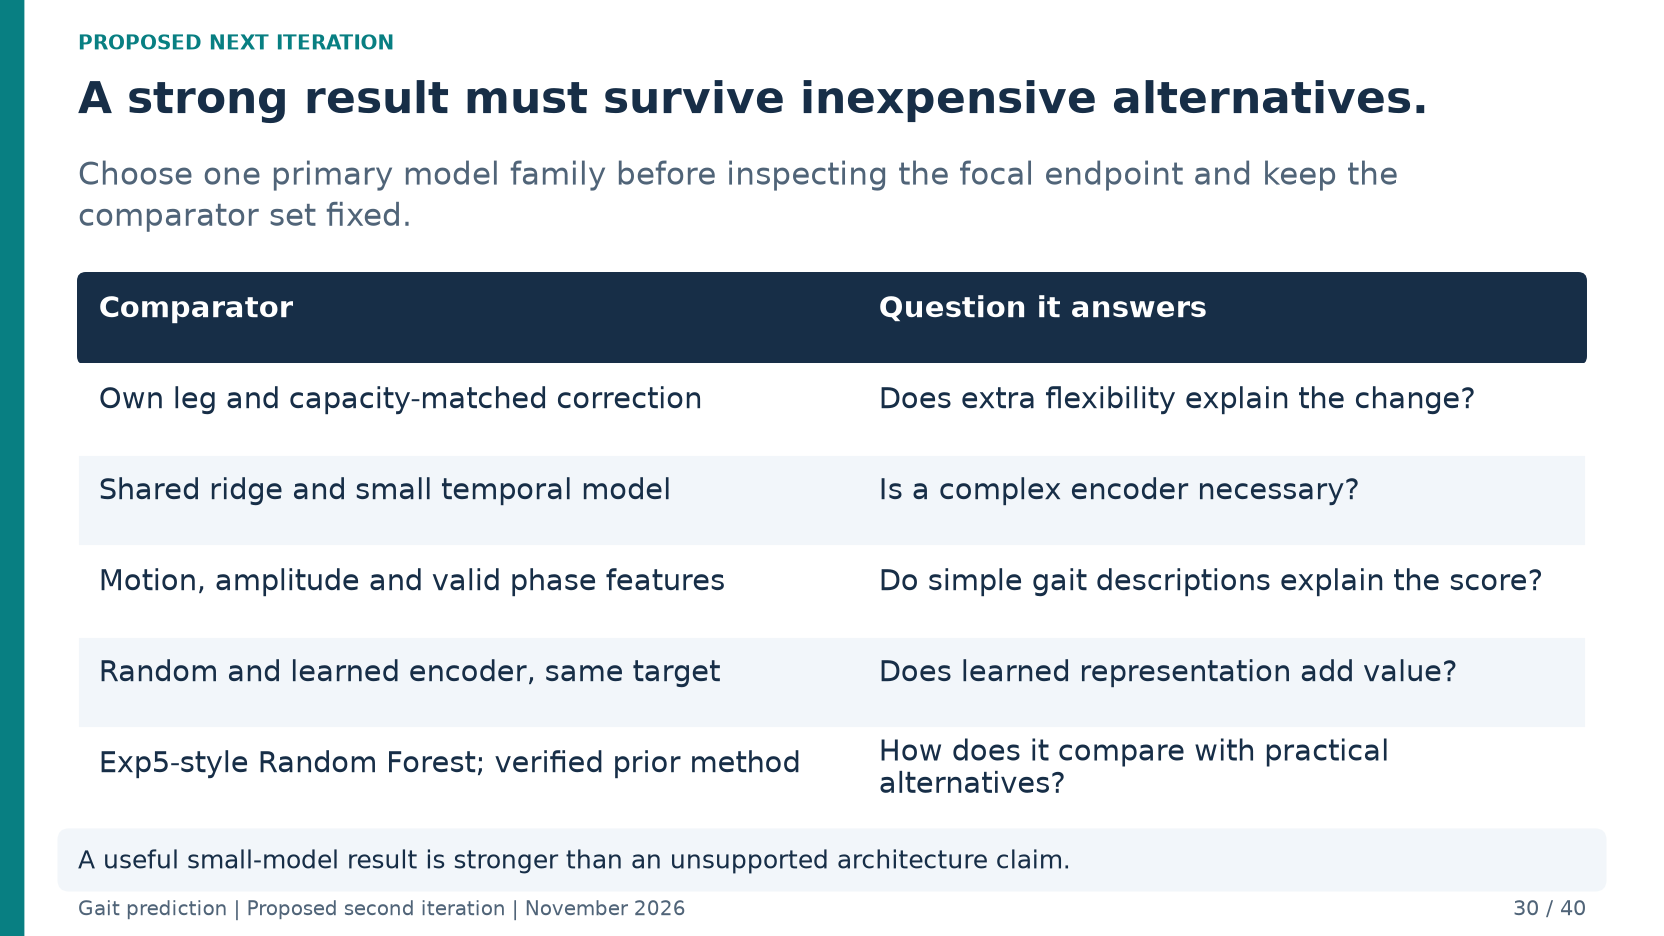 PROPOSED NEXT ITERATION
A strong result must survive inexpensive alternatives.
Choose one primary model family before inspecting the focal endpoint and keep the
comparator set fixed.
Comparator
Question it answers
Own leg and capacity-matched correction
Does extra flexibility explain the change?
Shared ridge and small temporal model
Is a complex encoder necessary?
Motion, amplitude and valid phase features
Do simple gait descriptions explain the score?
Random and learned encoder, same target
Does learned representation add value?
Exp5-style Random Forest; verified prior method
How does it compare with practical
alternatives?
A useful small-model result is stronger than an unsupported architecture claim.
Gait prediction | Proposed second iteration | November 2026
30 / 40